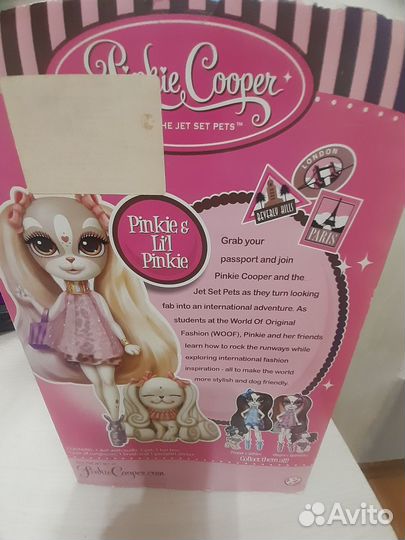 Pinkie Cooper
THE JET SET PETS™
LONDON
BEVERLY HILLS
PARIS
Pinkie &
Li'l
Pinkie
Grab your
passport and join
Pinkie Cooper and the
Jet Set Pets as they turn looking
fab into an international adventure. As
students at the World Of Original
Fashion (WOOF), Pinkie and her friends
learn how to rock the runways while
exploring international fashion
inspiration - all to make the world
more stylish and dog friendly.
Collect them all!
PinkieCooper.com
Avito